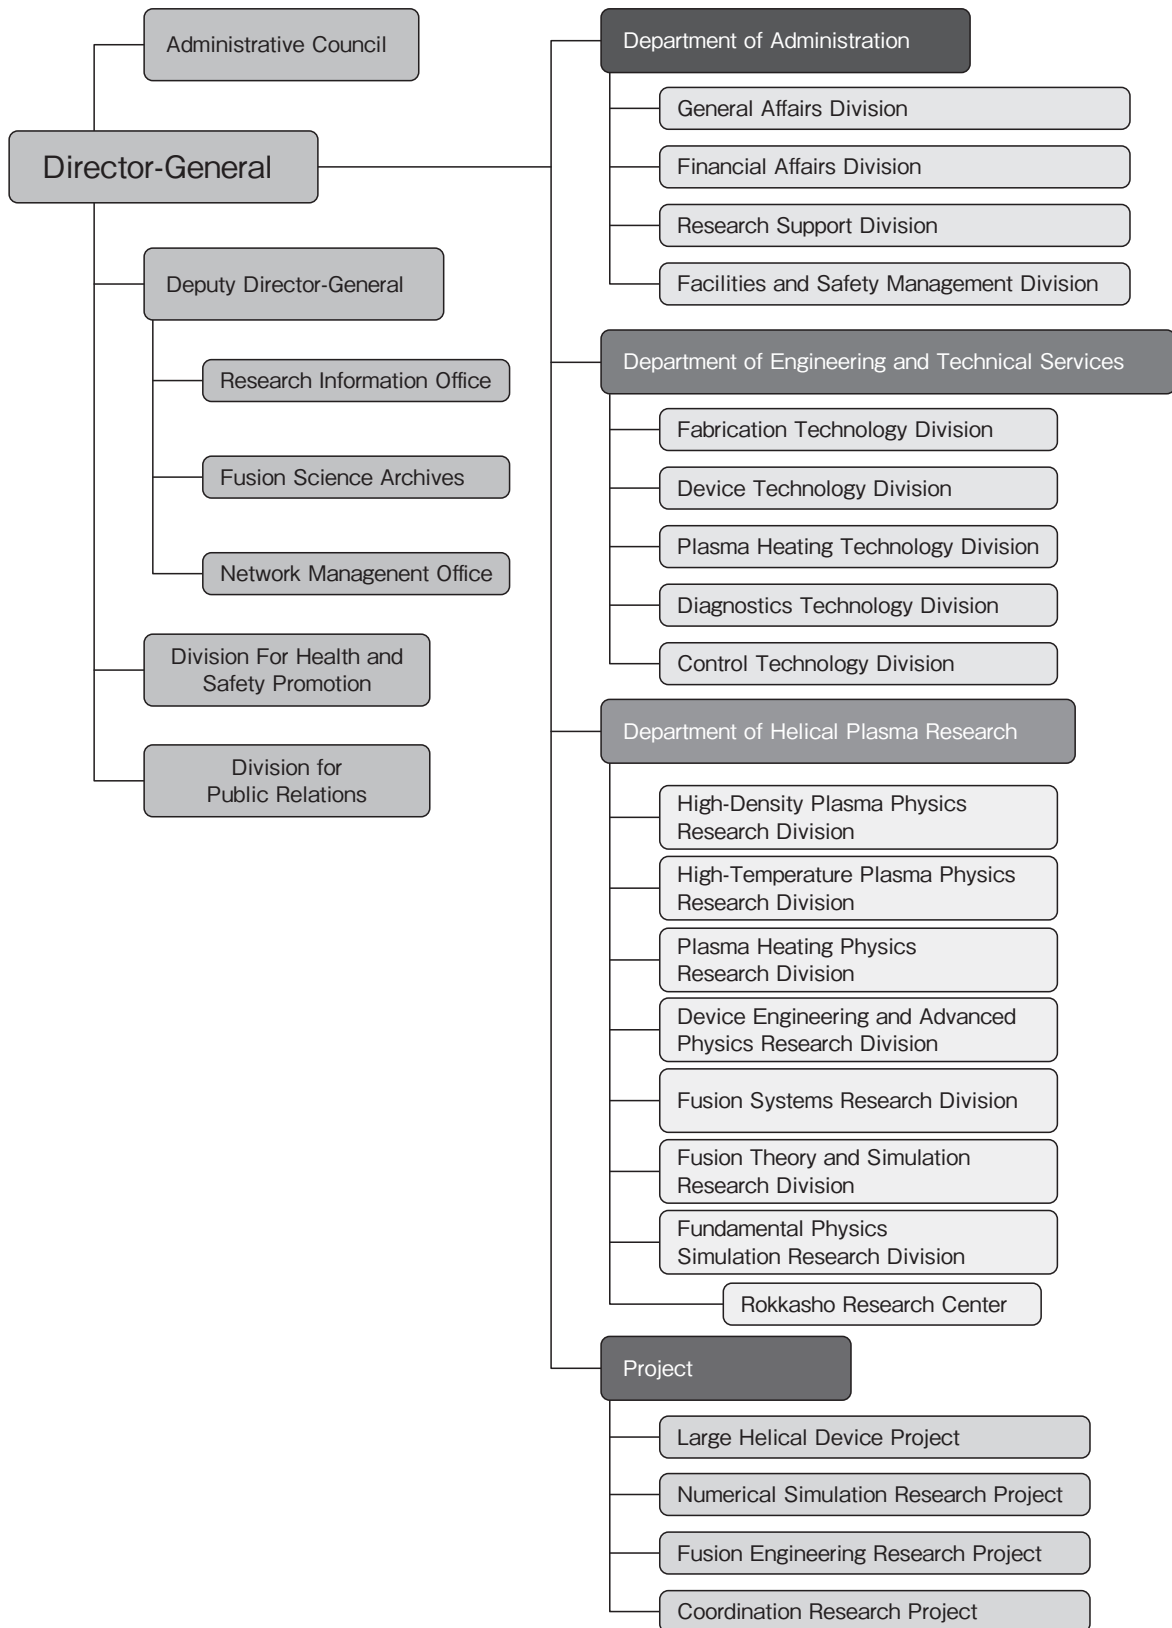 Administrative Council
Director-General
Deputy Director-General
Research Information Office
Fusion Science Archives
Network Managenent Office
Division For Health and
Safety Promotion
Division for
Public Relations
Department of Administration
General Affairs Division
Financial Affairs Division
Research Support Division
Facilities and Safety Management Division
Department of Engineering and Technical Services
Fabrication Technology Division
Device Technology Division
Plasma Heating Technology Division
Diagnostics Technology Division
Control Technology Division
Department of Helical Plasma Research
High-Density Plasma Physics
Research Division
High-Temperature Plasma Physics
Research Division
Plasma Heating Physics
Research Division
Device Engineering and Advanced
Physics Research Division
Fusion Systems Research Division
Fusion Theory and Simulation
Research Division
Fundamental Physics
Simulation Research Division
Rokkasho Research Center
Project
Large Helical Device Project
Numerical Simulation Research Project
Fusion Engineering Research Project
Coordination Research Project